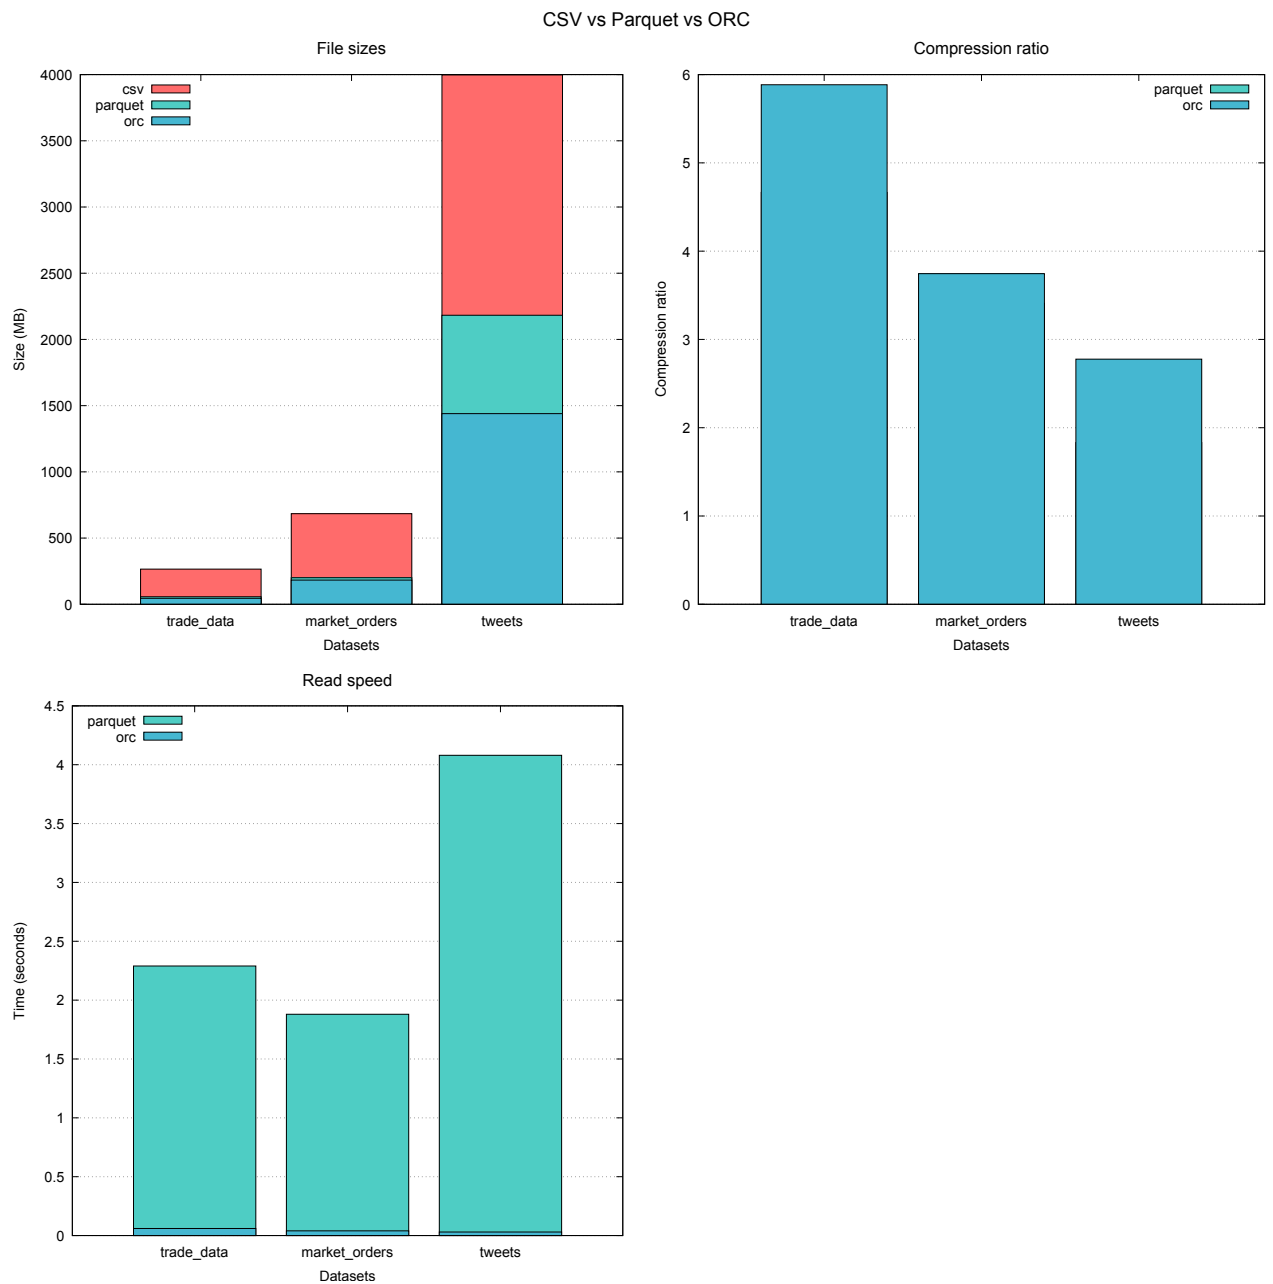 CSV vs Parquet vs ORC
File sizes
csv
parquet
orc
4000
3500
3000
2500
2000
1500
1000
500
0
Size (MB)
trade_data
market_orders
tweets
Datasets
Compression ratio
parquet
orc
6
5
4
3
2
1
0
Compression ratio
trade_data
market_orders
tweets
Datasets
Read speed
parquet
orc
4.5
4
3.5
3
2.5
2
1.5
1
0.5
0
Time (seconds)
trade_data
market_orders
tweets
Datasets